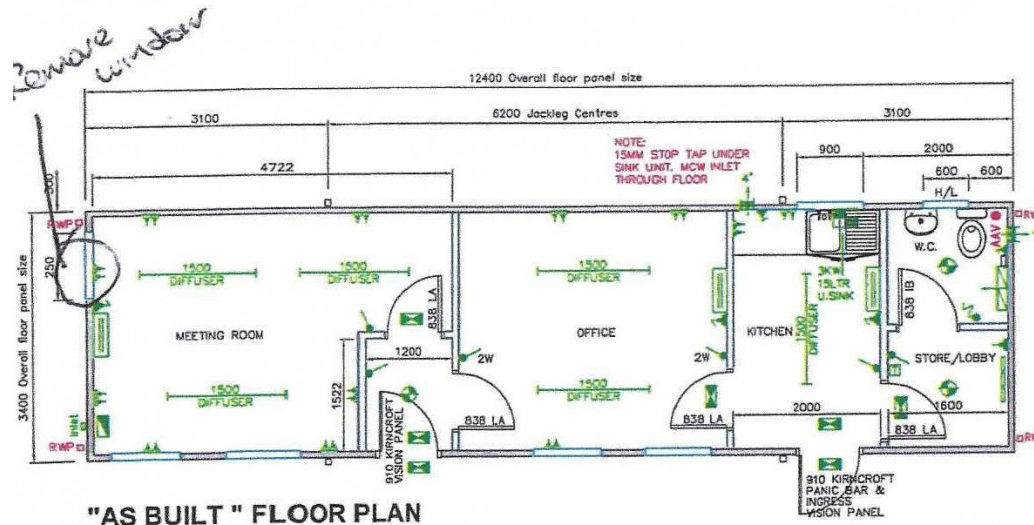 Remove
window
12400 Overall floor panel size
3100
6200 Jackleg Centres
3100
NOTE:
15MM STOP TAP UNDER
SINK UNIT. MCW INLET
THROUGH FLOOR
900
2000
4722
600
600
H/L
4"
RWP
250
3400 Overall floor panel size
W.C.
AAV
1500
DIFFUSER
1500
DIFFUSER
3KW
15LTR
U.SINK
838 LA
838 IB
MEETING ROOM
OFFICE
KITCHEN
1500
DIFFUSER
STORE/LOBBY
1200
2W
2W
1522
1500
DIFFUSER
1500
DIFFUSER
838 LA
838 LA
2000
1600
838 LA
Inlet
RWP
910 KIRNCROFT
VISION PANEL
910 KIRNCROFT
PANIC BAR &
INGRESS
VISION PANEL
"AS BUILT " FLOOR PLAN